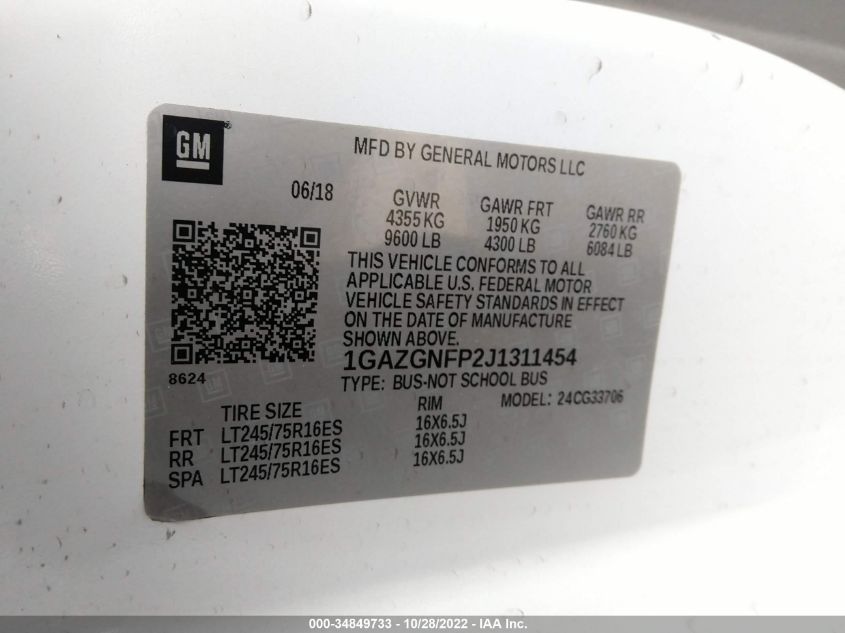 GM
MFD BY GENERAL MOTORS LLC
06/18
GVWR GAWR FRT GAWR RR
4355 KG 1950 KG 2760 KG
9600 LB 4300 LB 6084 LB
THIS VEHICLE CONFORMS TO ALL
APPLICABLE U.S. FEDERAL MOTOR
VEHICLE SAFETY STANDARDS IN EFFECT
ON THE DATE OF MANUFACTURE
SHOWN ABOVE.
1GAZGNFP2J1311454
8624
TYPE: BUS-NOT SCHOOL BUS
MODEL: 24CG33706
TIRE SIZE RIM
FRT LT245/75R16ES 16X6.5J
RR LT245/75R16ES 16X6.5J
SPA LT245/75R16ES 16X6.5J
000-34849733 - 10/28/2022 - IAA Inc.